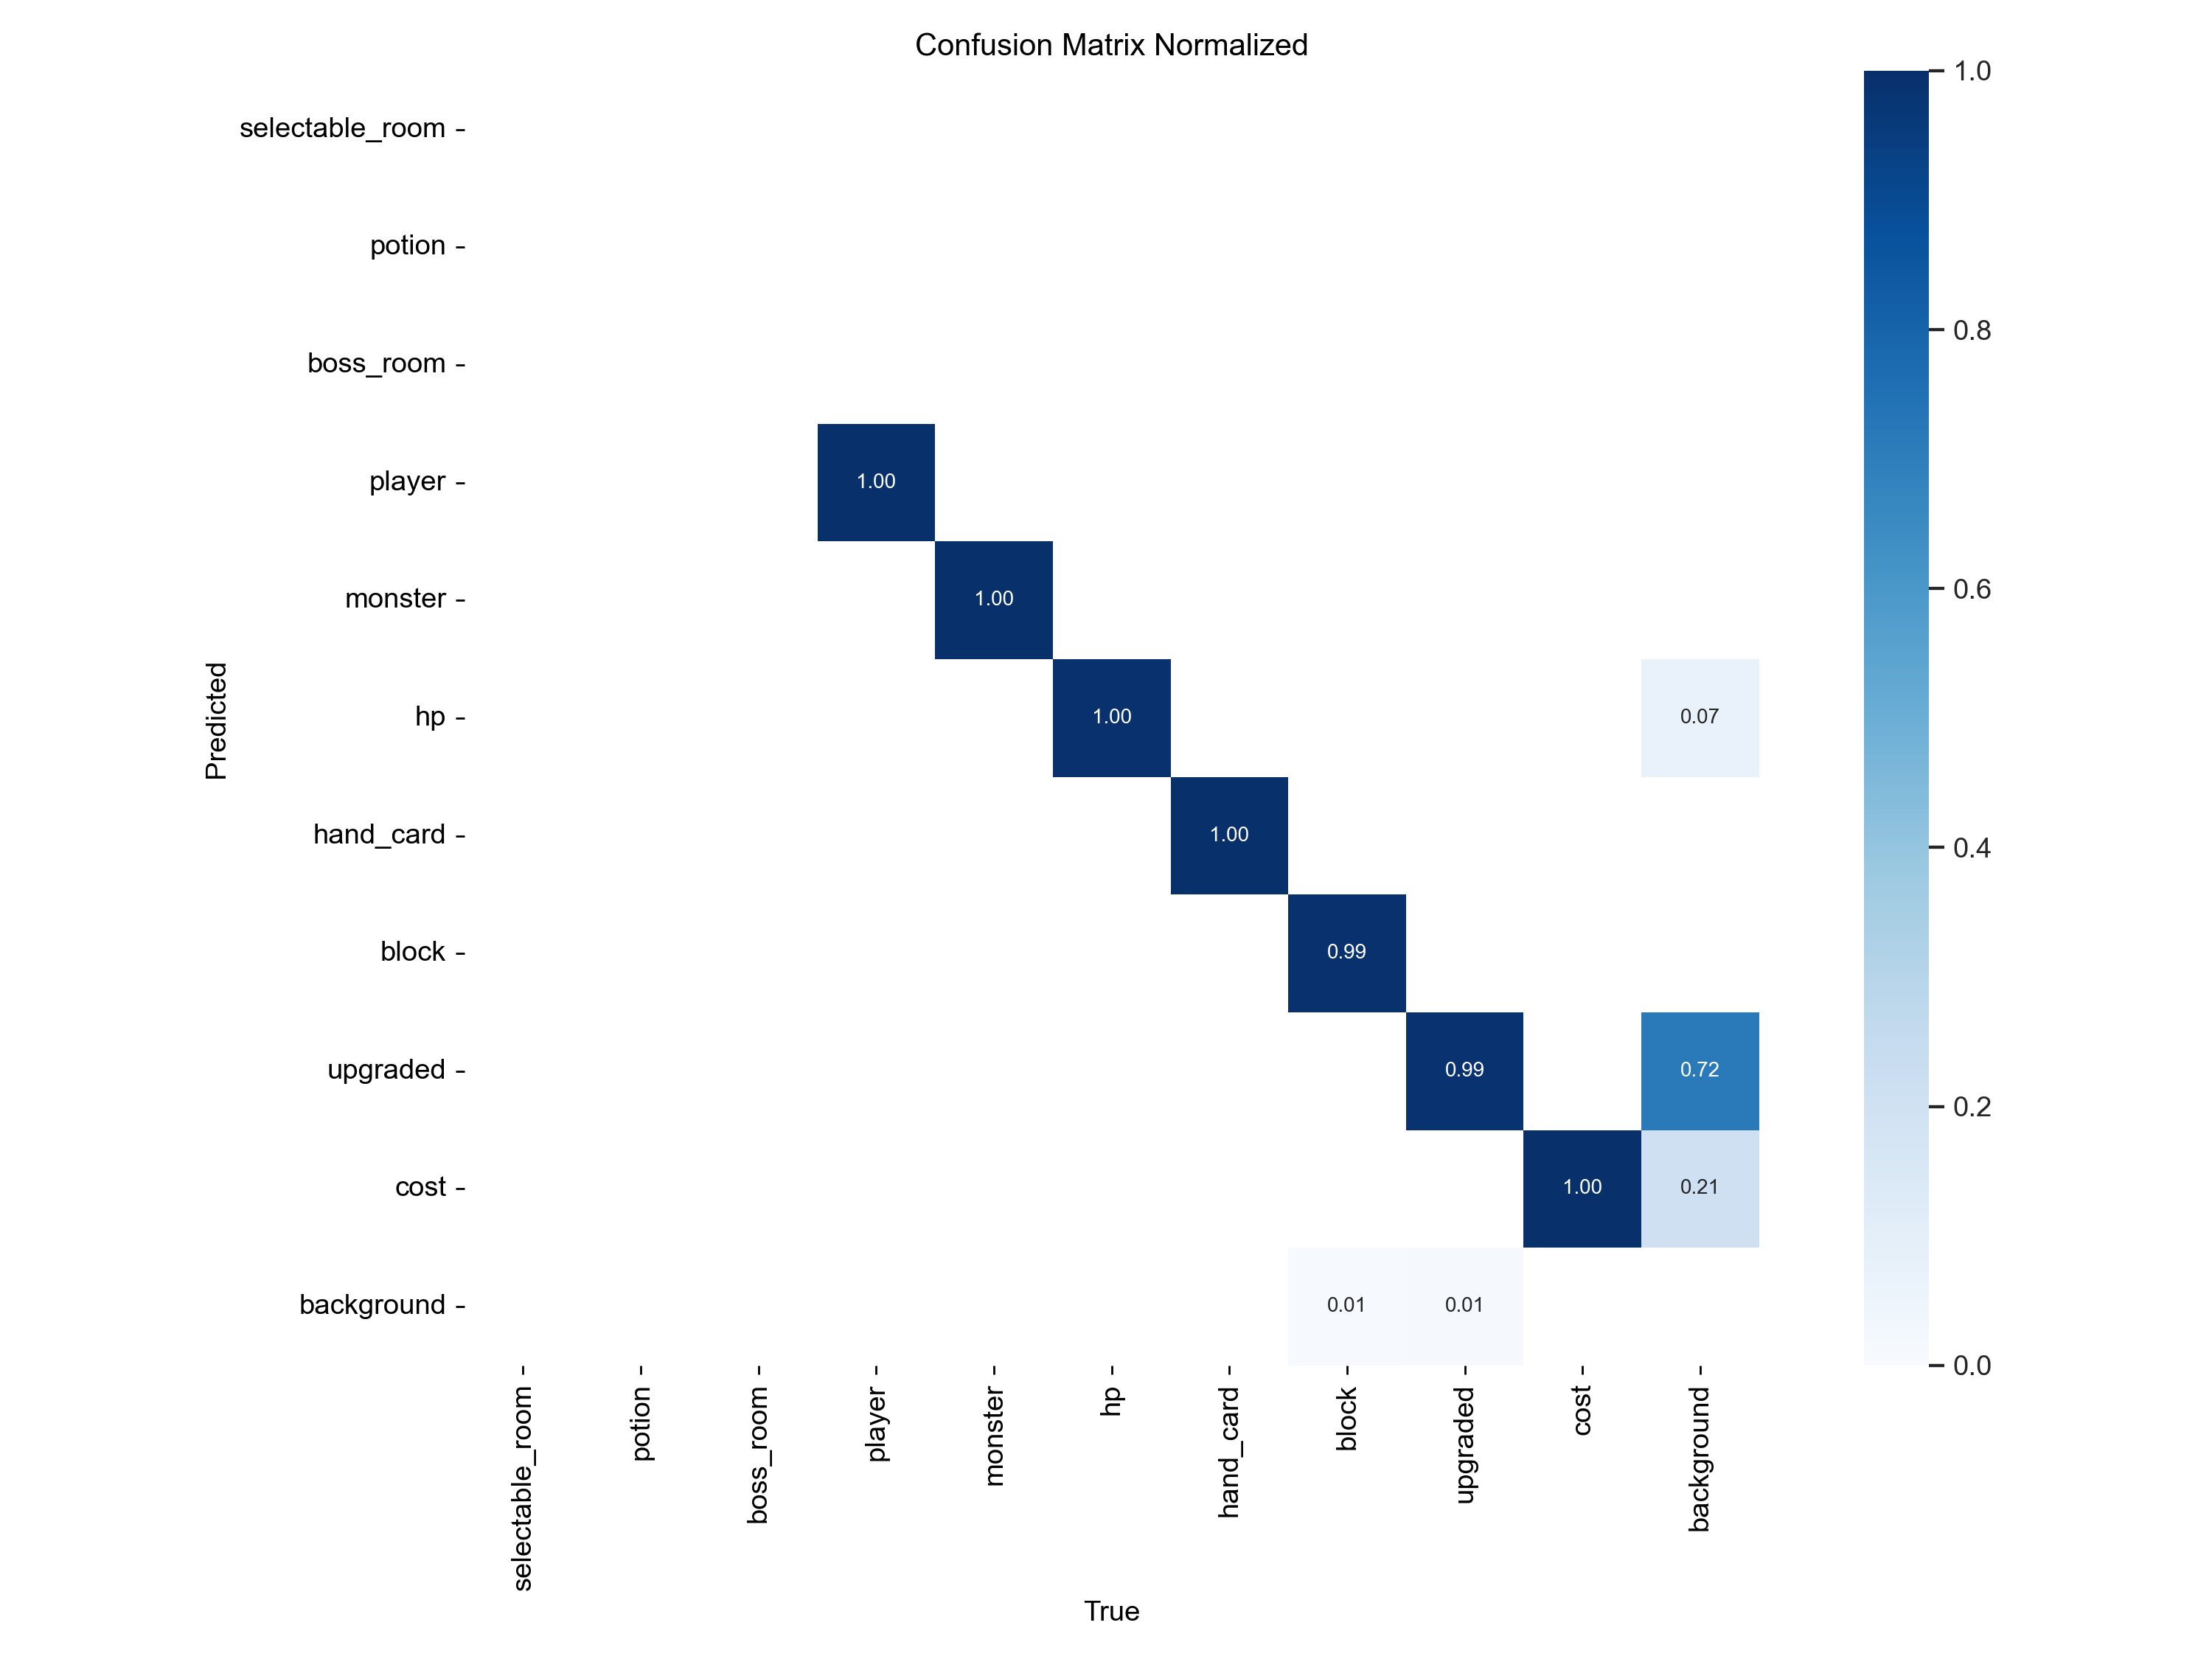 Confusion Matrix Normalized
selectable_room
potion
boss_room
player
monster
hp
hand_card
block
upgraded
cost
background
Predicted
1.00
1.00
1.00 0.07
1.00
0.99
0.99 0.72
1.00 0.21
0.01 0.01
selectable_room
potion
boss_room
player
monster
hp
hand_card
block
upgraded
cost
background
True
1.0
0.8
0.6
0.4
0.2
0.0